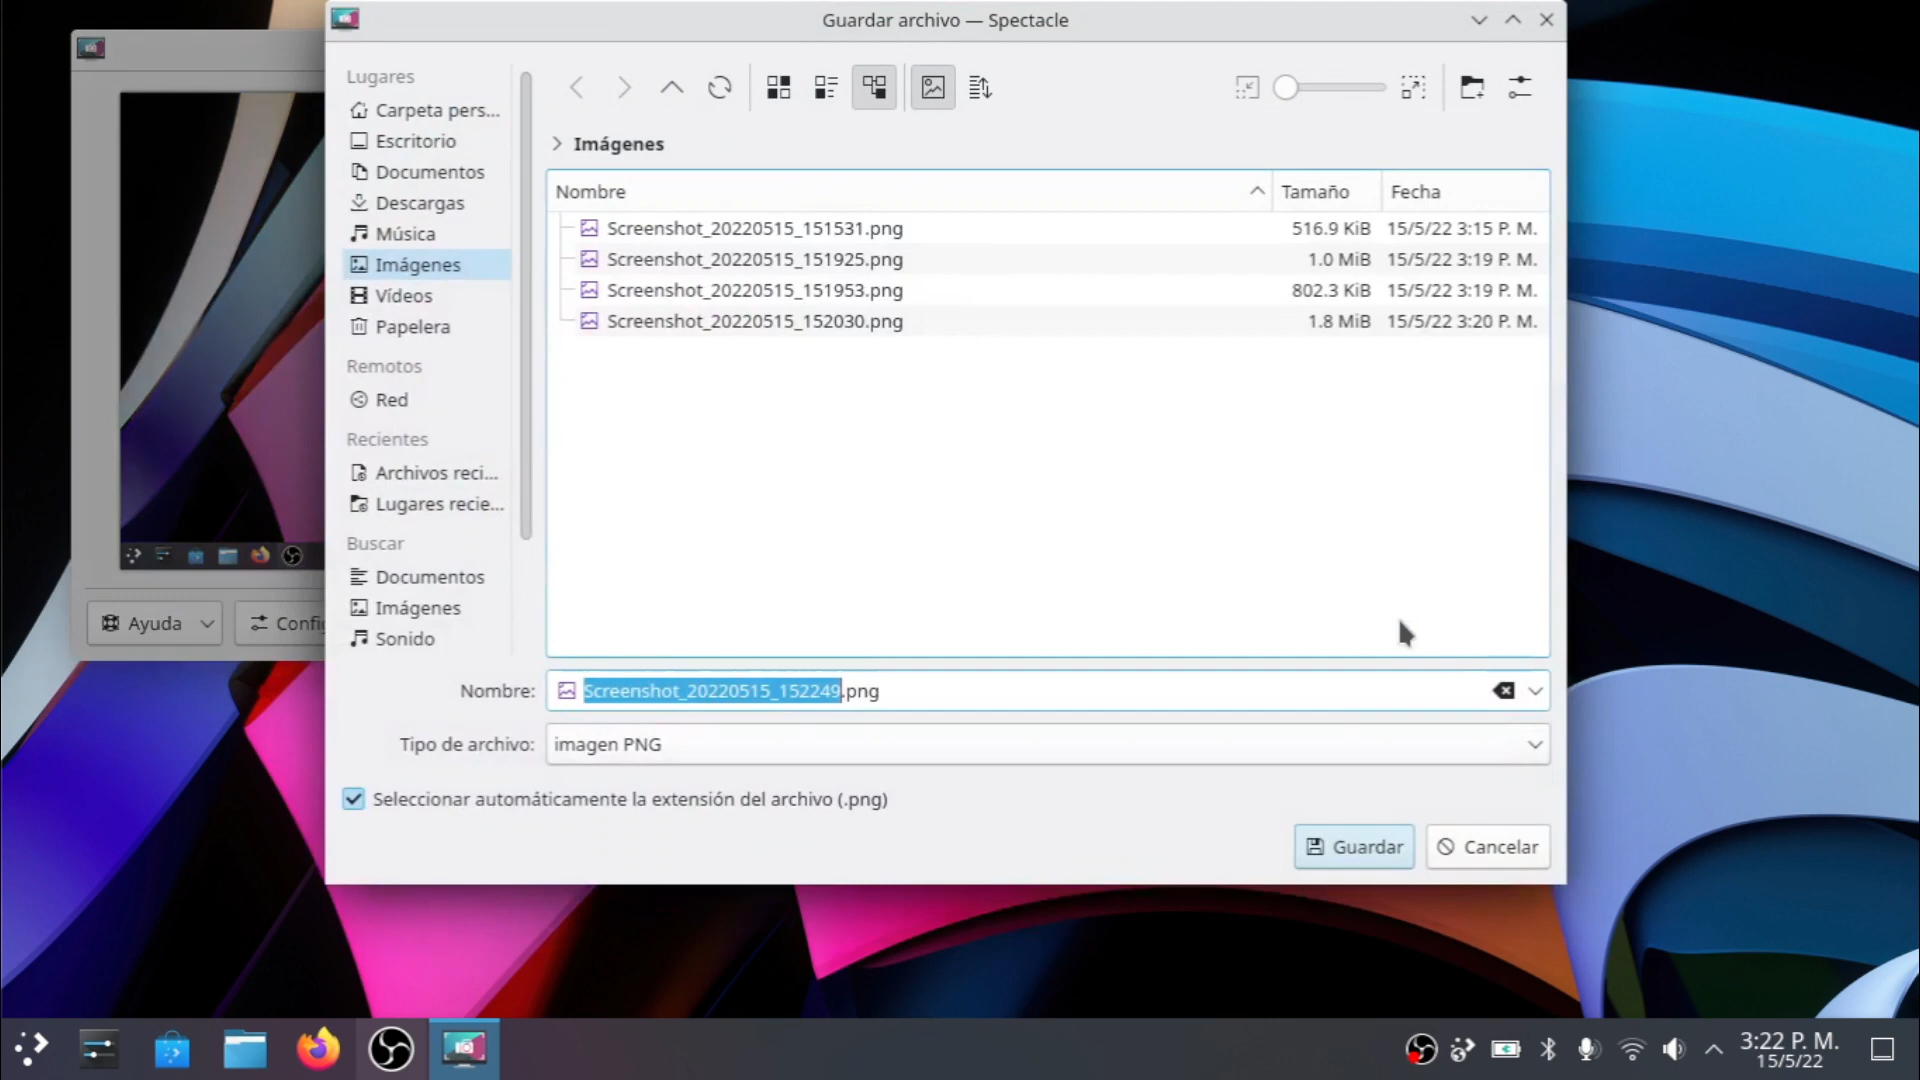 Guardar archivo — Spectacle
Lugares
Carpeta pers...
Escritorio
Documentos
Descargas
Música
Imágenes
Vídeos
Papelera
Remotos
Red
Recientes
Archivos reci...
Lugares recie...
Buscar
Documentos
Imágenes
Sonido
Imágenes
Nombre Tamaño Fecha
Screenshot_20220515_151531.png 516.9 KiB 15/5/22 3:15 P. M.
Screenshot_20220515_151925.png 1.0 MiB 15/5/22 3:19 P. M.
Screenshot_20220515_151953.png 802.3 KiB 15/5/22 3:19 P. M.
Screenshot_20220515_152030.png 1.8 MiB 15/5/22 3:20 P. M.
Nombre: Screenshot_20220515_152249.png
Tipo de archivo: imagen PNG
Seleccionar automáticamente la extensión del archivo (.png)
Guardar Cancelar
Ayuda Confi
3:22 P. M.
15/5/22